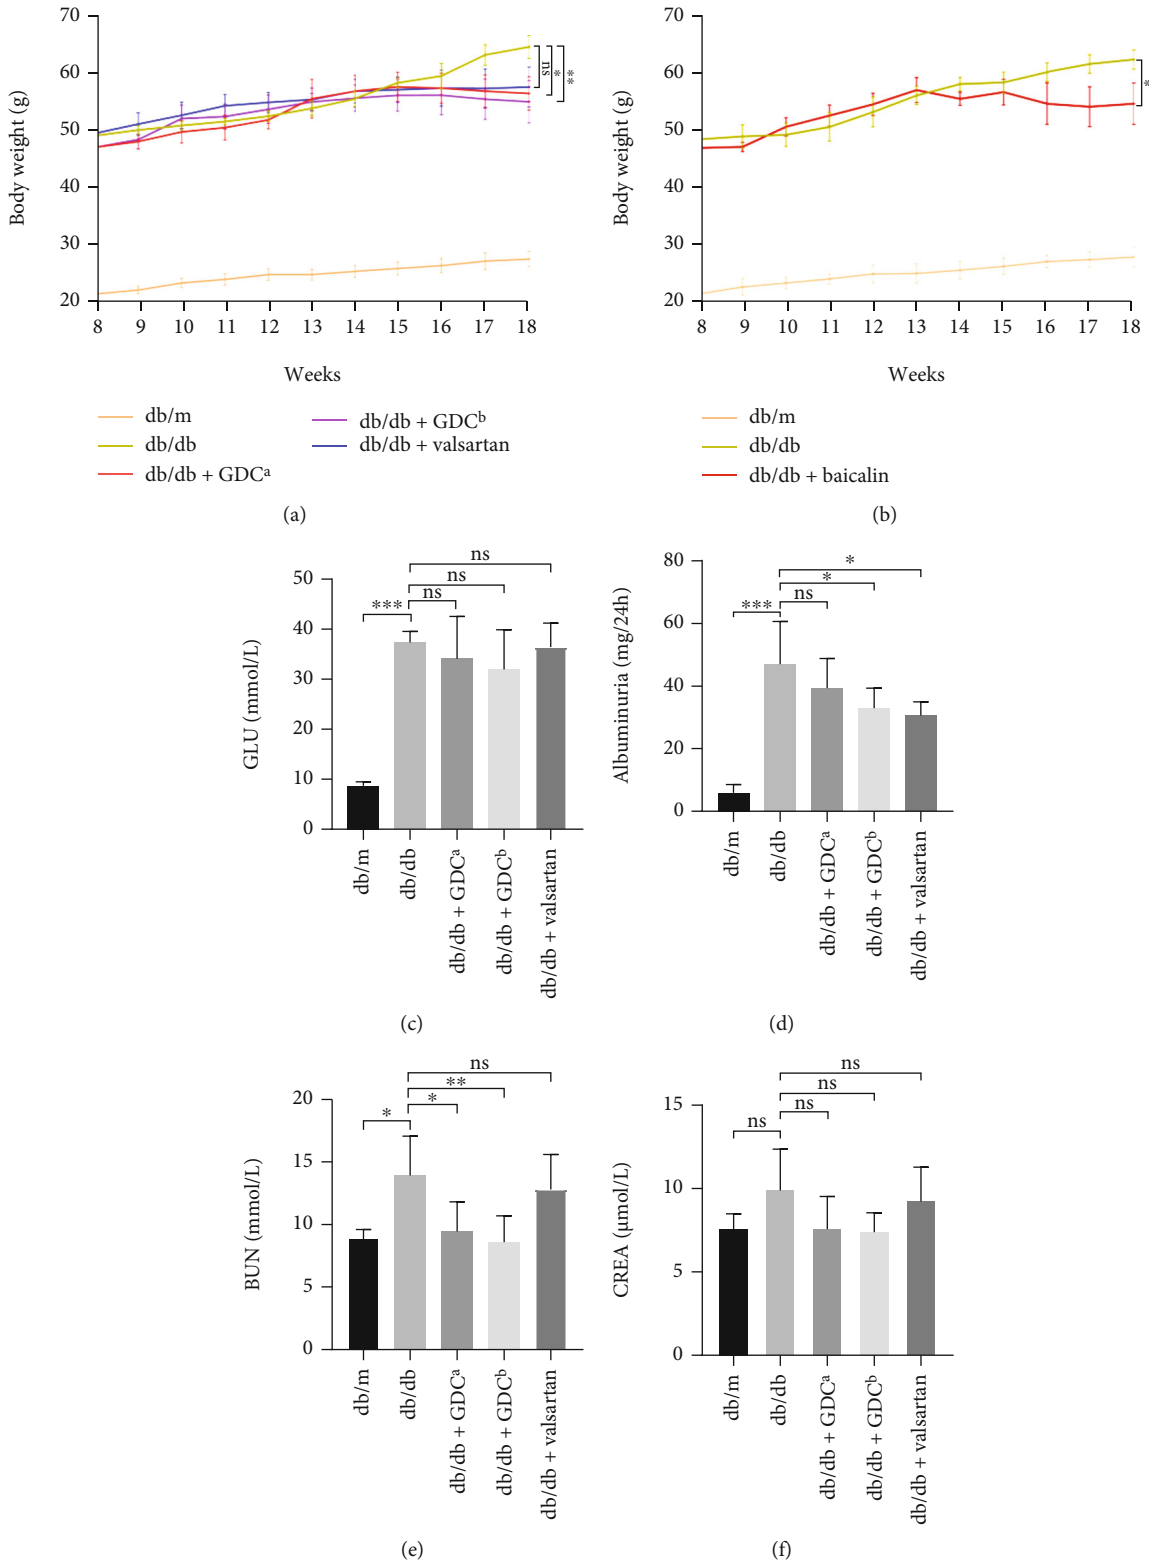 70
60
50
40
30
20
Body weight (g)
8 9 10 11 12 13 14 15 16 17 18
Weeks
ns
*
**
db/m
db/db
db/db + GDCᵃ
db/db + GDCᵇ
db/db + valsartan
(a)
70
60
50
40
30
20
Body weight (g)
8 9 10 11 12 13 14 15 16 17 18
Weeks
*
db/m
db/db
db/db + baicalin
(b)
50
40
30
20
10
0
GLU (mmol/L)
ns
ns
ns
***
db/m
db/db
db/db + GDCᵃ
db/db + GDCᵇ
db/db + valsartan
(c)
80
60
40
20
0
Albuminuria (mg/24h)
*
*
ns
***
db/m
db/db
db/db + GDCᵃ
db/db + GDCᵇ
db/db + valsartan
(d)
20
15
10
5
0
BUN (mmol/L)
ns
**
*
*
db/m
db/db
db/db + GDCᵃ
db/db + GDCᵇ
db/db + valsartan
(e)
15
10
5
0
CREA (μmol/L)
ns
ns
ns
ns
db/m
db/db
db/db + GDCᵃ
db/db + GDCᵇ
db/db + valsartan
(f)